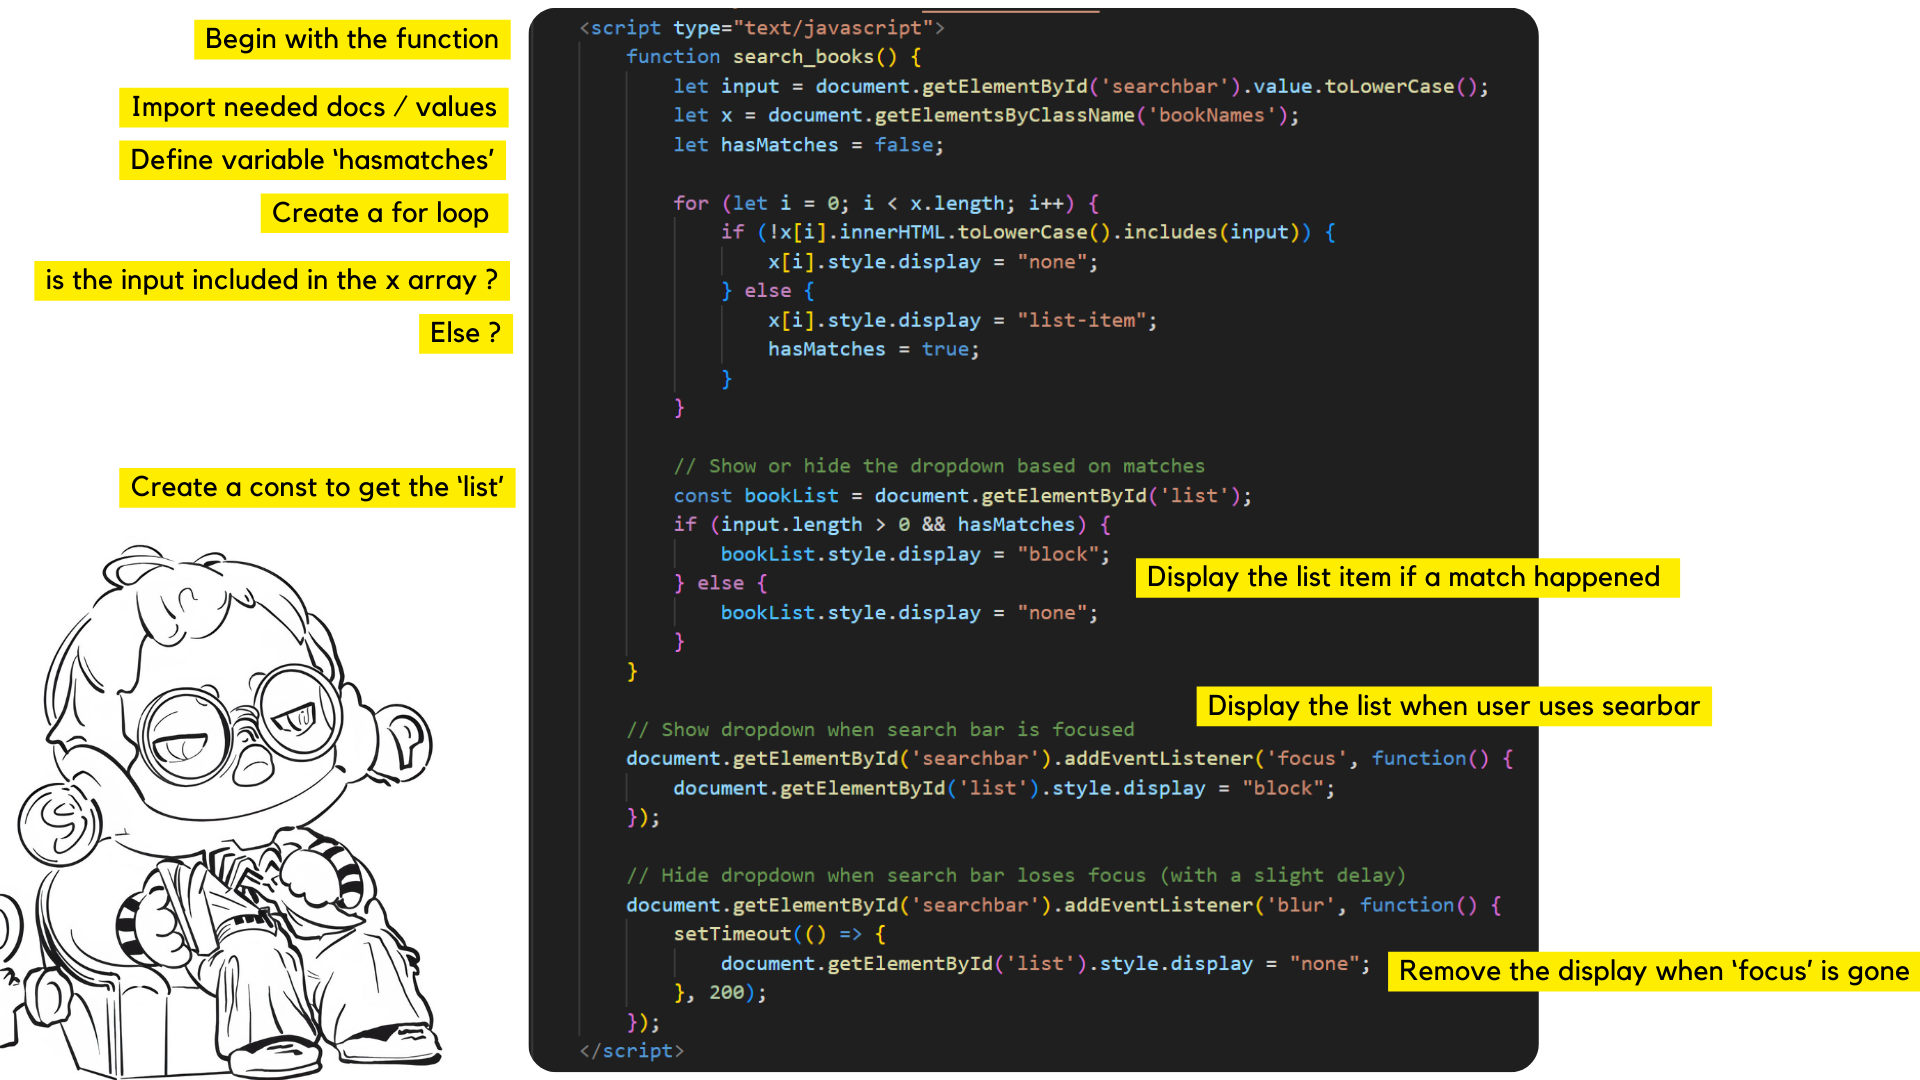 Begin with the function
Import needed docs / values
Define variable ‘hasmatches’
Create a for loop
is the input included in the x array ?
Else ?
Create a const to get the ‘list’
<script type="text/javascript">
function search_books() {
let input = document.getElementById('searchbar').value.toLowerCase();
let x = document.getElementsByClassName('bookNames');
let hasMatches = false;
for (let i = 0; i < x.length; i++) {
if (!x[i].innerHTML.toLowerCase().includes(input)) {
x[i].style.display = "none";
} else {
x[i].style.display = "list-item";
hasMatches = true;
}
}
// Show or hide the dropdown based on matches
const bookList = document.getElementById('list');
if (input.length > 0 && hasMatches) {
bookList.style.display = "block";
} else {
bookList.style.display = "none";
}
}
// Show dropdown when search bar is focused
document.getElementById('searchbar').addEventListener('focus', function() {
document.getElementById('list').style.display = "block";
});
// Hide dropdown when search bar loses focus (with a slight delay)
document.getElementById('searchbar').addEventListener('blur', function() {
setTimeout(() => {
document.getElementById('list').style.display = "none";
}, 200);
});
</script>
Display the list item if a match happened
Display the list when user uses searbar
Remove the display when ‘focus’ is gone